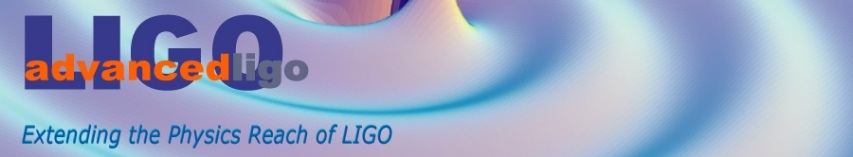 LIGO
advancedligo
Extending the Physics Reach of LIGO